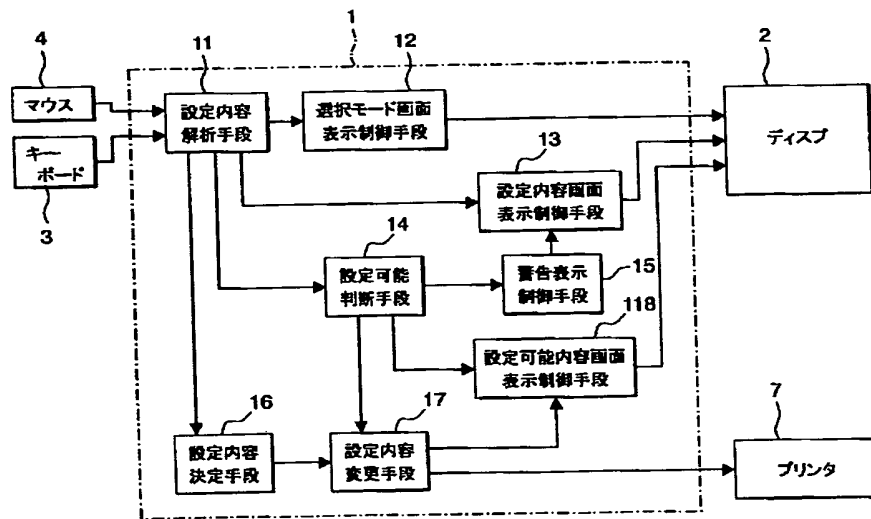 1
4
11
12
2
マウス
設定内容
解析手段
選択モード画面
表示制御手段
ディスプ
キー
ボード
3
13
設定内容画面
表示制御手段
14
設定可能
判断手段
警告表示
制御手段
15
118
設定可能内容画面
表示制御手段
16
設定内容
決定手段
17
設定内容
変更手段
7
プリンタ